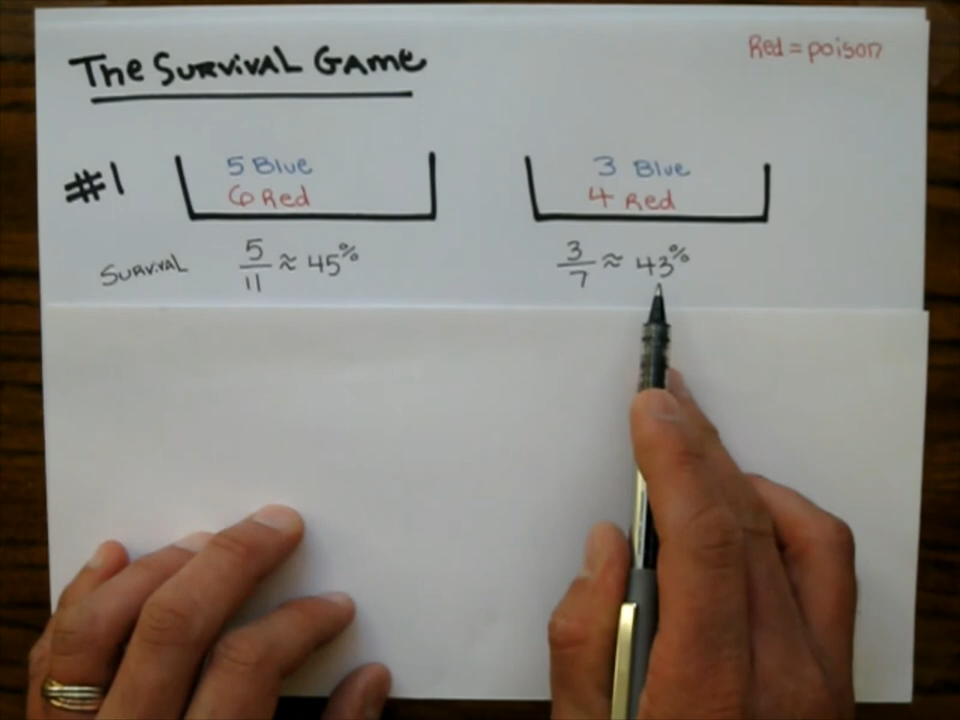 The Survival Game
Red = poison
#1
5 Blue
6 Red
3 Blue
4 Red
Survival
5/11 ≈ 45%
3/7 ≈ 43%